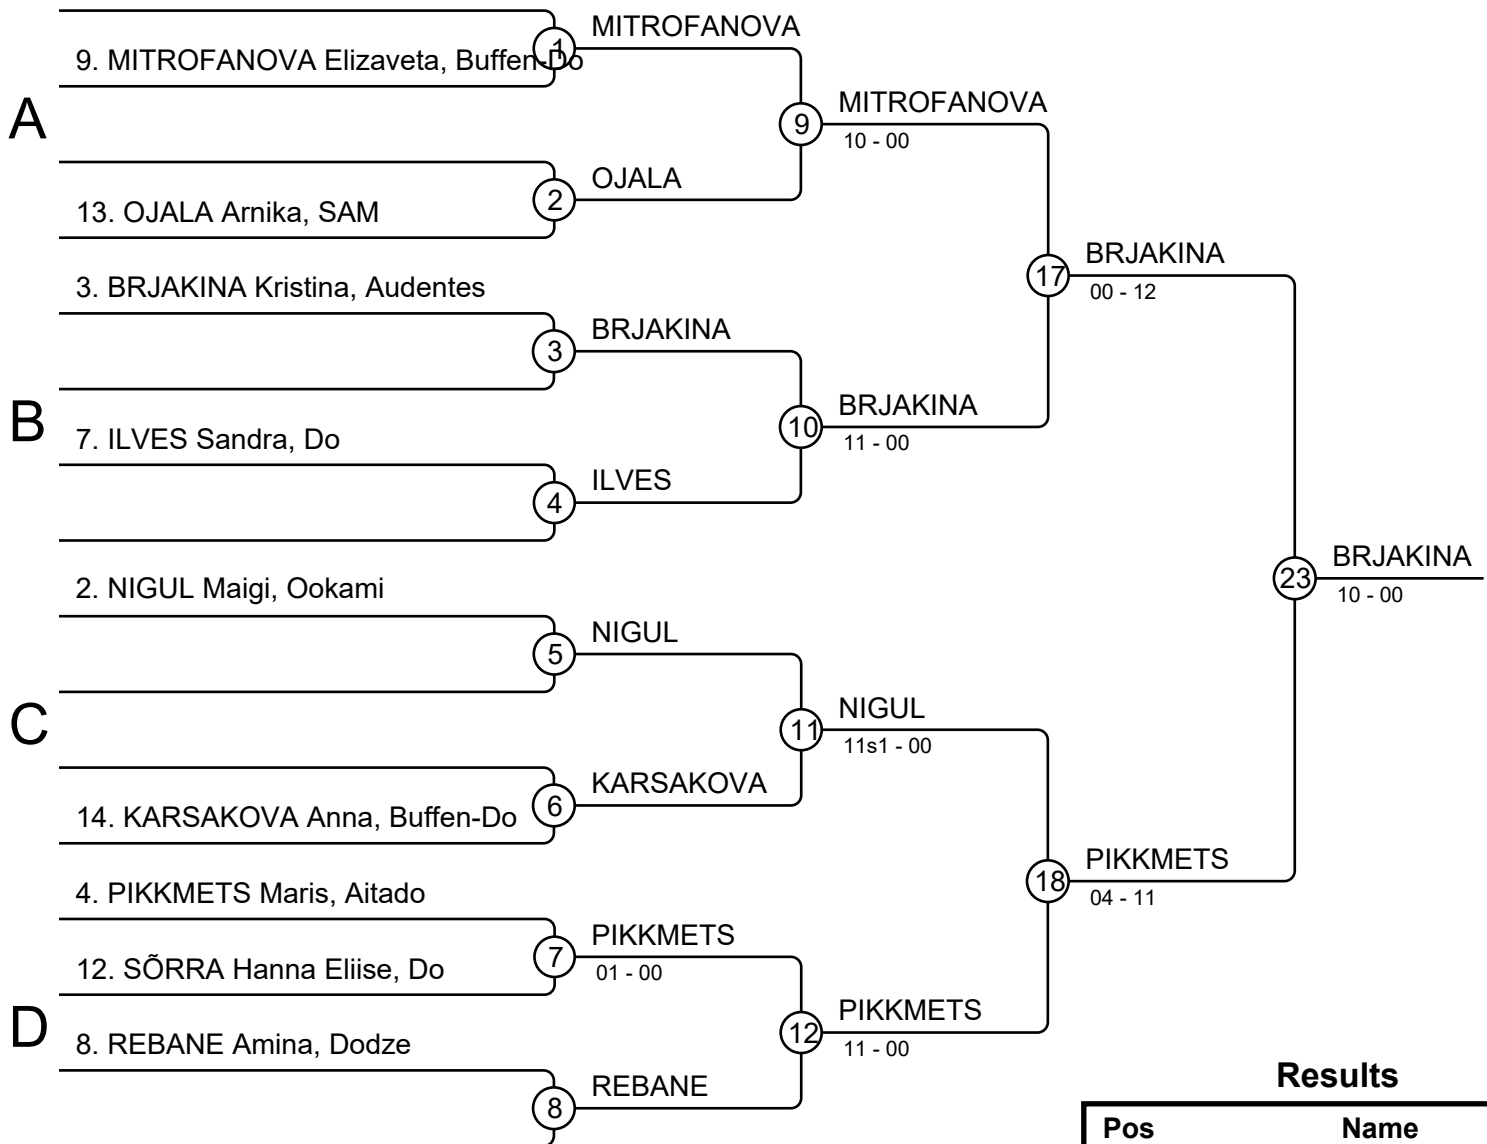 MITROFANOVA
9. MITROFANOVA Elizaveta, Buffen-Do
1
A
9
MITROFANOVA
10 - 00
OJALA
13. OJALA Arnika, SAM
2
3. BRJAKINA Kristina, Audentes
17
BRJAKINA
00 - 12
BRJAKINA
3
B
10
BRJAKINA
11 - 00
7. ILVES Sandra, Do
ILVES
4
2. NIGUL Maigi, Ookami
23
BRJAKINA
10 - 00
NIGUL
5
C
11
NIGUL
11s1 - 00
KARSAKOVA
14. KARSAKOVA Anna, Buffen-Do
6
4. PIKKMETS Maris, Aitado
18
PIKKMETS
04 - 11
PIKKMETS
01 - 00
7
12. SÕRRA Hanna Eliise, Do
D
12
PIKKMETS
11 - 00
8. REBANE Amina, Dodze
REBANE
8
Results
Pos Name